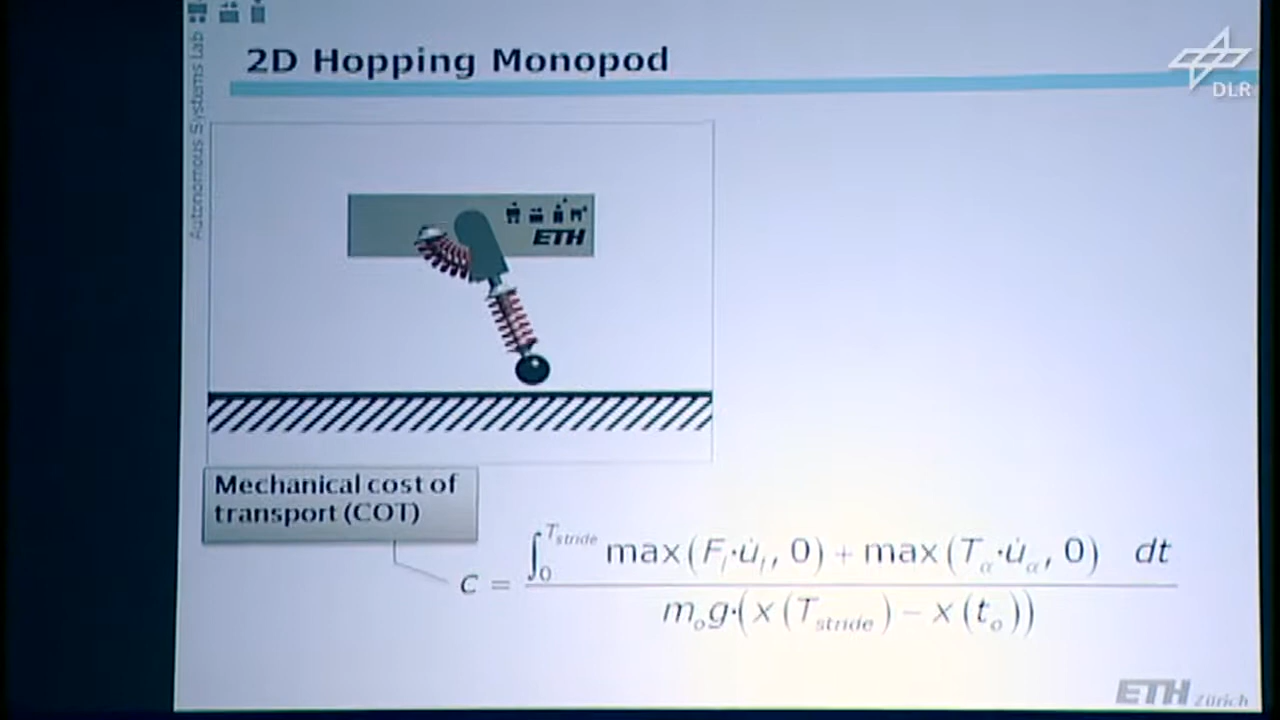 2D Hopping Monopod
DLR
Autonomous Systems Lab
ETH
Mechanical cost of
transport (COT)
C = ∫₀^{T_stride} max(F_l·u̇_l, 0) + max(T_α·u̇_α, 0) dt
m_o g·(x(T_stride) − x(t_o))
ETH Zürich